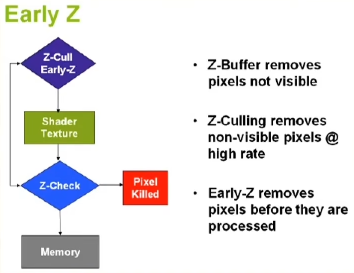 Early Z
Z-Cull
Early-Z
Shader
Texture
Z-Check
Pixel
Killed
Memory
• Z-Buffer removes
pixels not visible
• Z-Culling removes
non-visible pixels @
high rate
• Early-Z removes
pixels before they are
processed